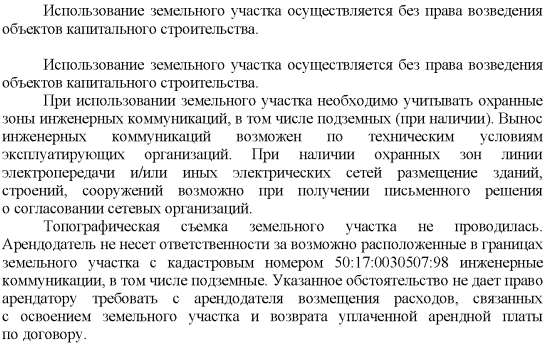 Использование земельного участка осуществляется без права возведения
объектов капитального строительства.
Использование земельного участка осуществляется без права возведения
объектов капитального строительства.
При использовании земельного участка необходимо учитывать охранные
зоны инженерных коммуникаций, в том числе подземных (при наличии). Вынос
инженерных коммуникаций возможен по техническим условиям
эксплуатирующих организаций. При наличии охранных зон линии
электропередачи и/или иных электрических сетей размещение зданий,
строений, сооружений возможно при получении письменного решения
о согласовании сетевых организаций.
Топографическая съемка земельного участка не проводилась.
Арендодатель не несет ответственности за возможно расположенные в границах
земельного участка с кадастровым номером 50:17:0030507:98 инженерные
коммуникации, в том числе подземные. Указанное обстоятельство не дает право
арендатору требовать с арендодателя возмещения расходов, связанных
с освоением земельного участка и возврата уплаченной арендной платы
по договору.